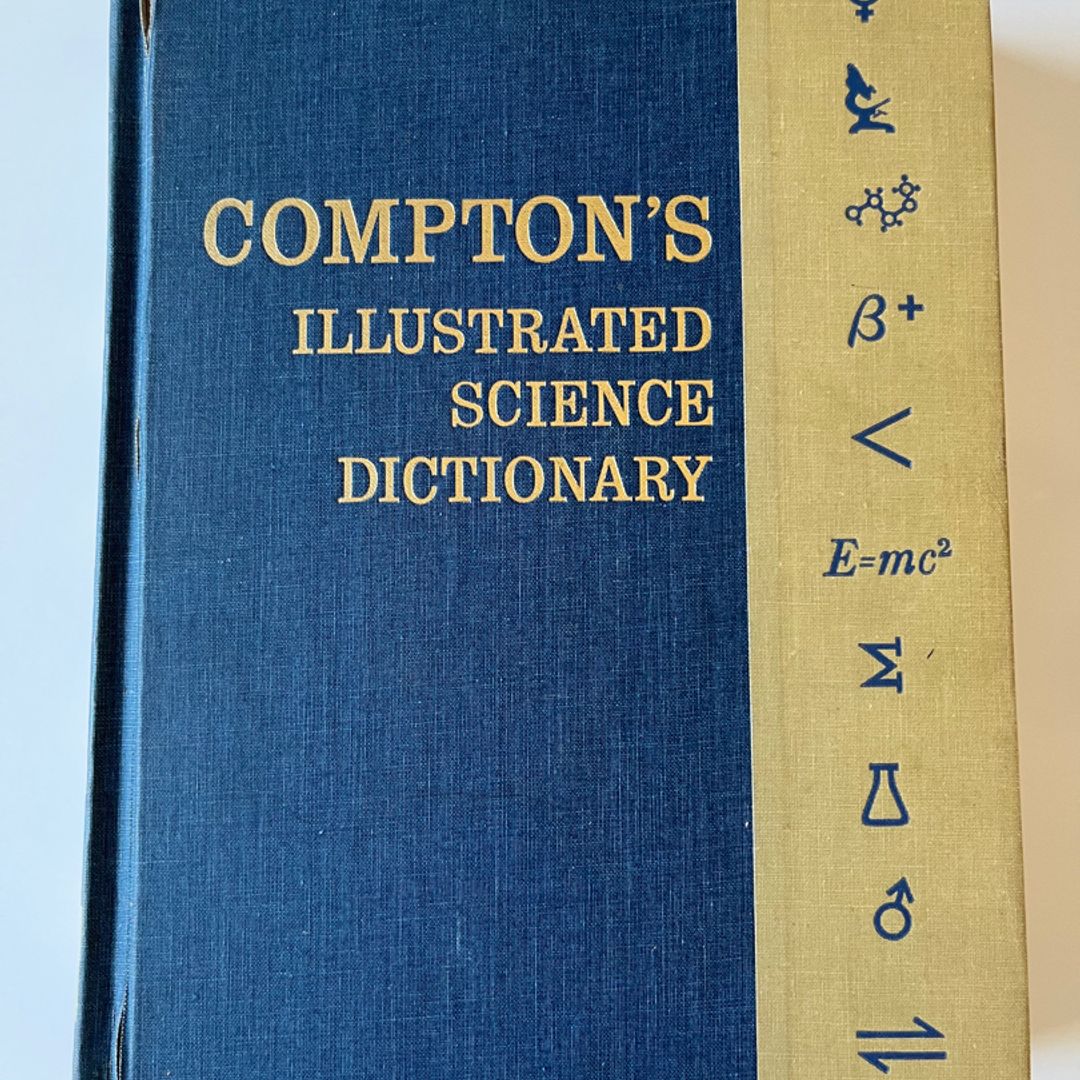 COMPTON'S
ILLUSTRATED
SCIENCE
DICTIONARY
♀
β⁺
<
E=mc²
Σ
♂
⇌